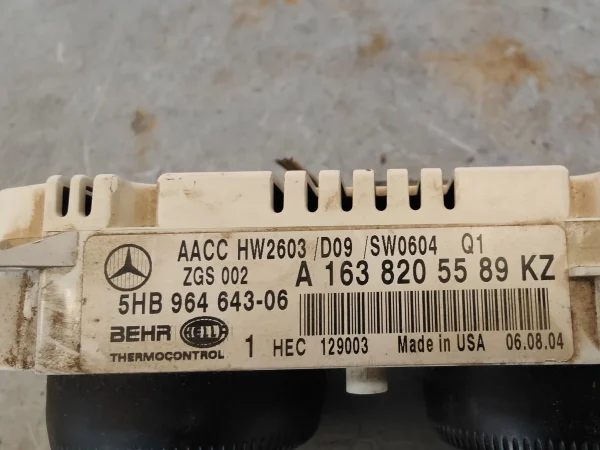 AACC HW2603 /D09 /SW0604 Q1
ZGS 002 A 163 820 55 89 KZ
5HB 964 643-06
BEHR HELLA
THERMOCONTROL 1 HEC 129003 Made in USA 06.08.04